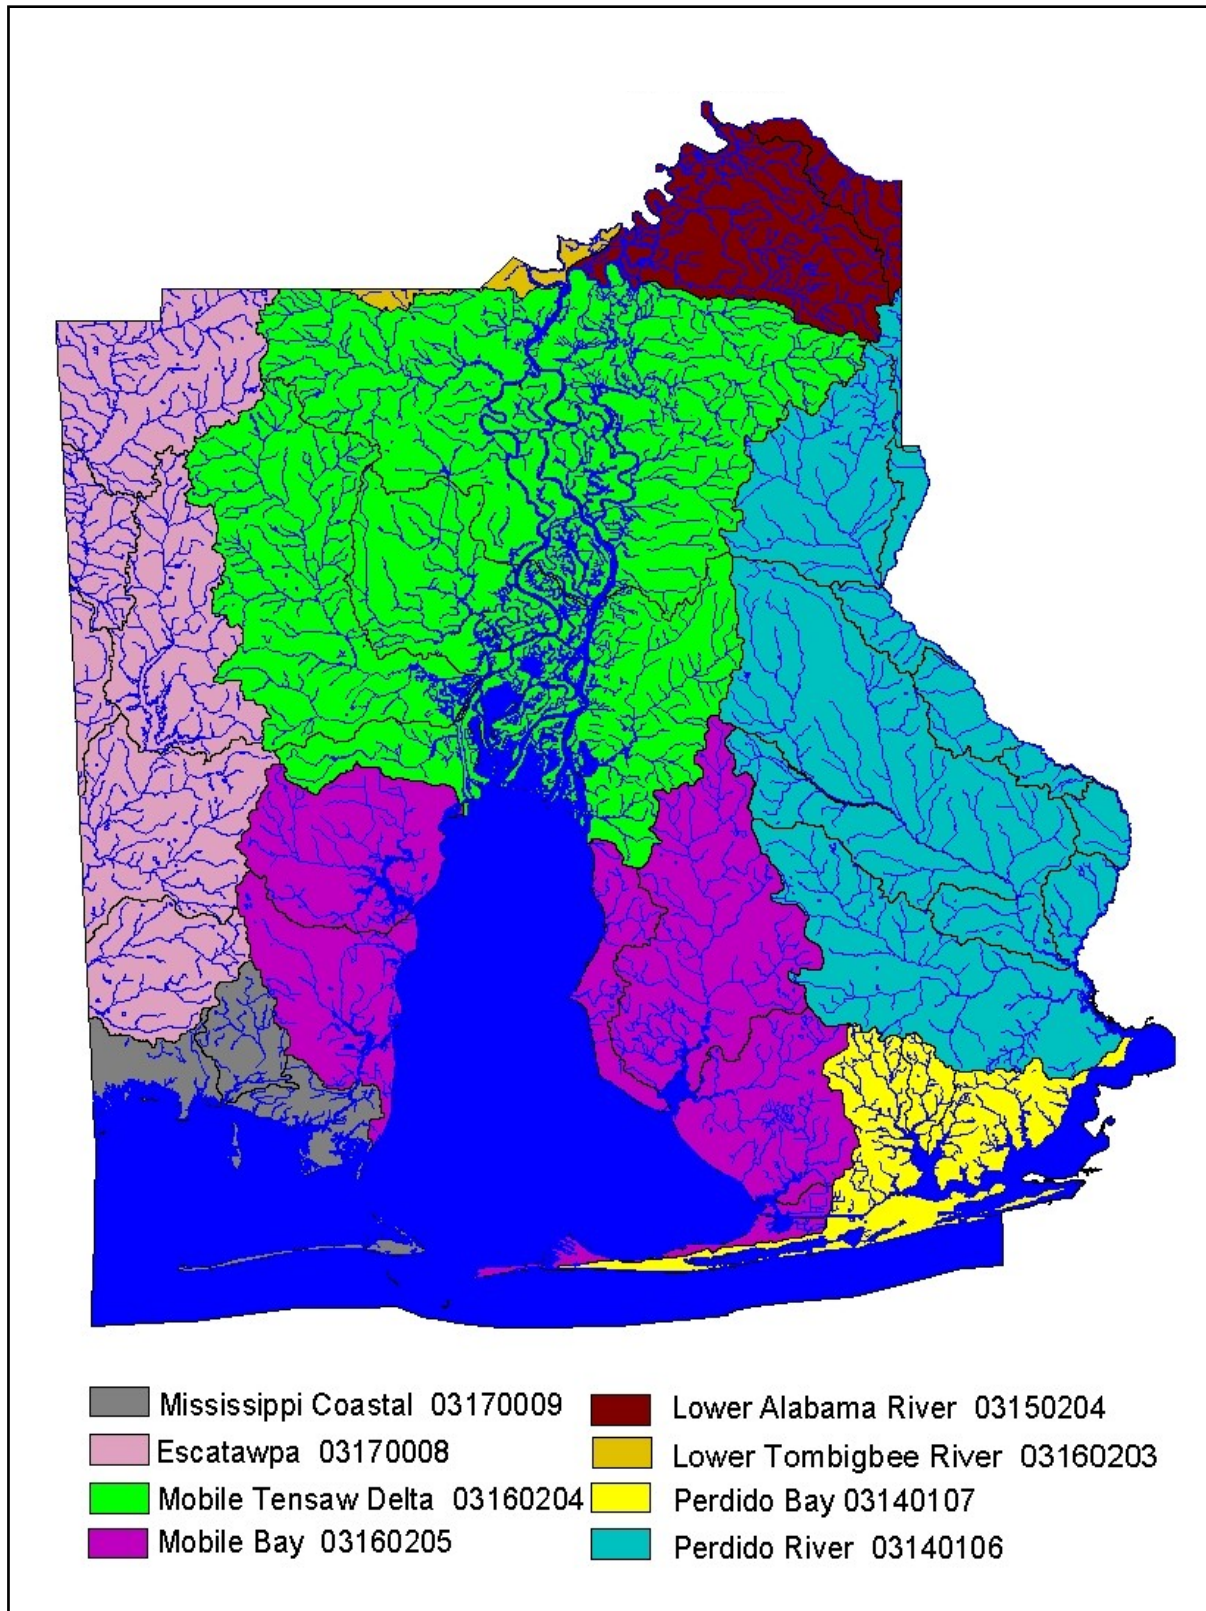 Mississippi Coastal 03170009
Escatawpa 03170008
Mobile Tensaw Delta 03160204
Mobile Bay 03160205
Lower Alabama River 03150204
Lower Tombigbee River 03160203
Perdido Bay 03140107
Perdido River 03140106